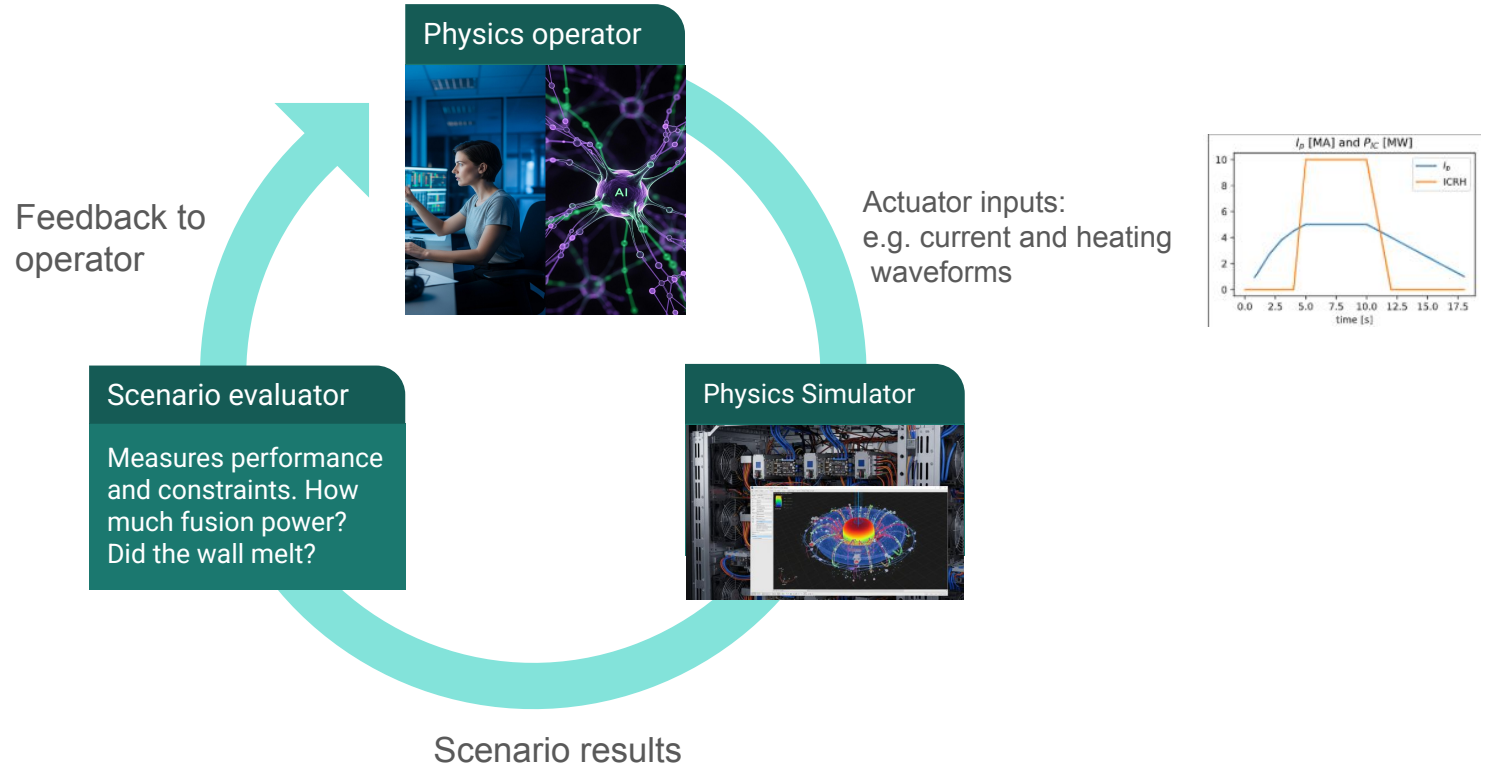 Physics operator
AI
Feedback to
operator
Actuator inputs:
e.g. current and heating
waveforms
I_p [MA] and P_IC [MW]
10
8
6
4
2
0
I_p
ICRH
0.0 2.5 5.0 7.5 10.0 12.5 15.0 17.5
time [s]
Scenario evaluator
Measures performance
and constraints. How
much fusion power?
Did the wall melt?
Physics Simulator
Scenario results